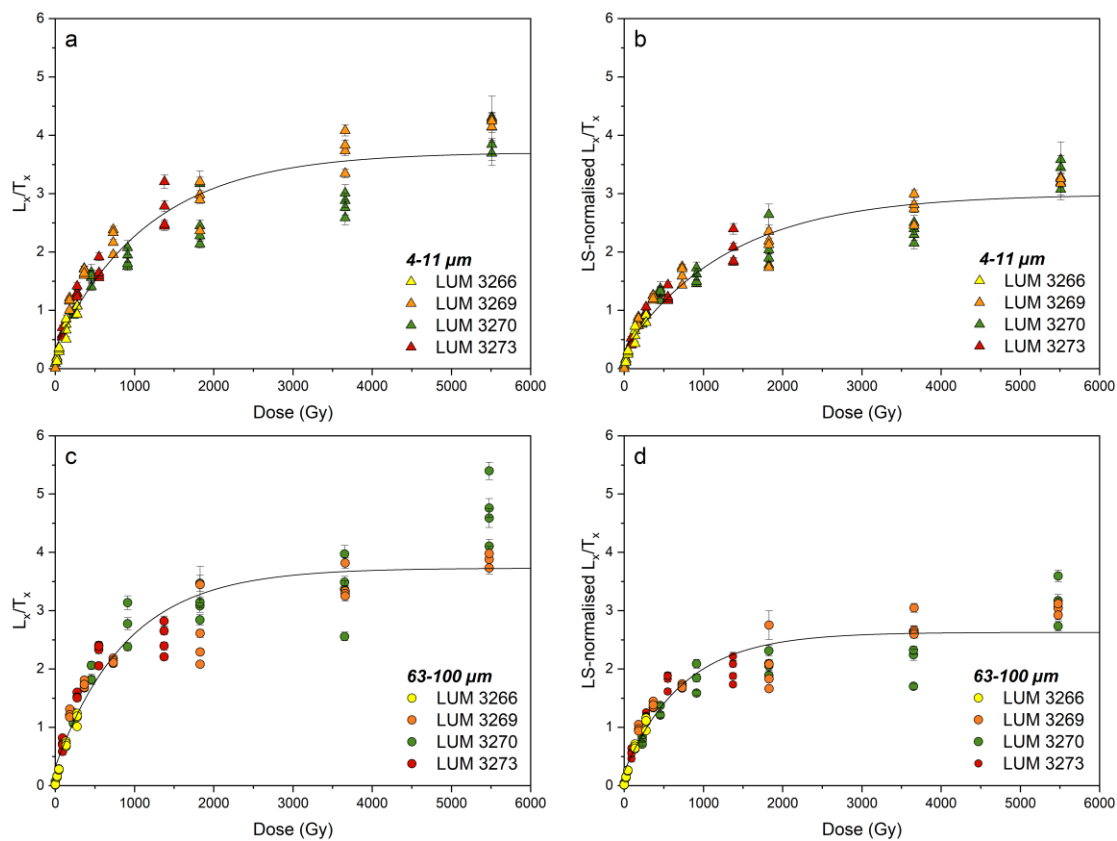 a
6
5
4
3
2
1
0
Lx/Tx
4-11 μm
LUM 3266
LUM 3269
LUM 3270
LUM 3273
0 1000 2000 3000 4000 5000 6000
Dose (Gy)
b
6
5
4
3
2
1
0
LS-normalised Lx/Tx
4-11 μm
LUM 3266
LUM 3269
LUM 3270
LUM 3273
0 1000 2000 3000 4000 5000 6000
Dose (Gy)
c
6
5
4
3
2
1
0
Lx/Tx
63-100 μm
LUM 3266
LUM 3269
LUM 3270
LUM 3273
0 1000 2000 3000 4000 5000 6000
Dose (Gy)
d
6
5
4
3
2
1
0
LS-normalised Lx/Tx
63-100 μm
LUM 3266
LUM 3269
LUM 3270
LUM 3273
0 1000 2000 3000 4000 5000 6000
Dose (Gy)